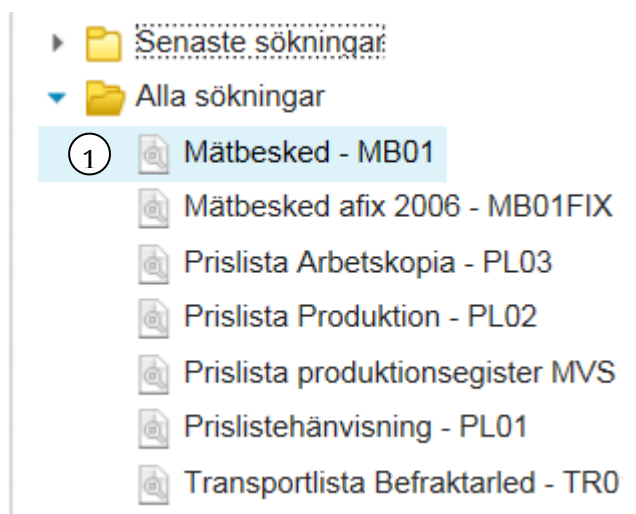 Senaste sökningar
Alla sökningar
1 Mätbesked - MB01
Mätbesked afix 2006 - MB01FIX
Prislista Arbetskopia - PL03
Prislista Produktion - PL02
Prislista produktionsegister MVS
Prislistehänvisning - PL01
Transportlista Befraktarled - TR0